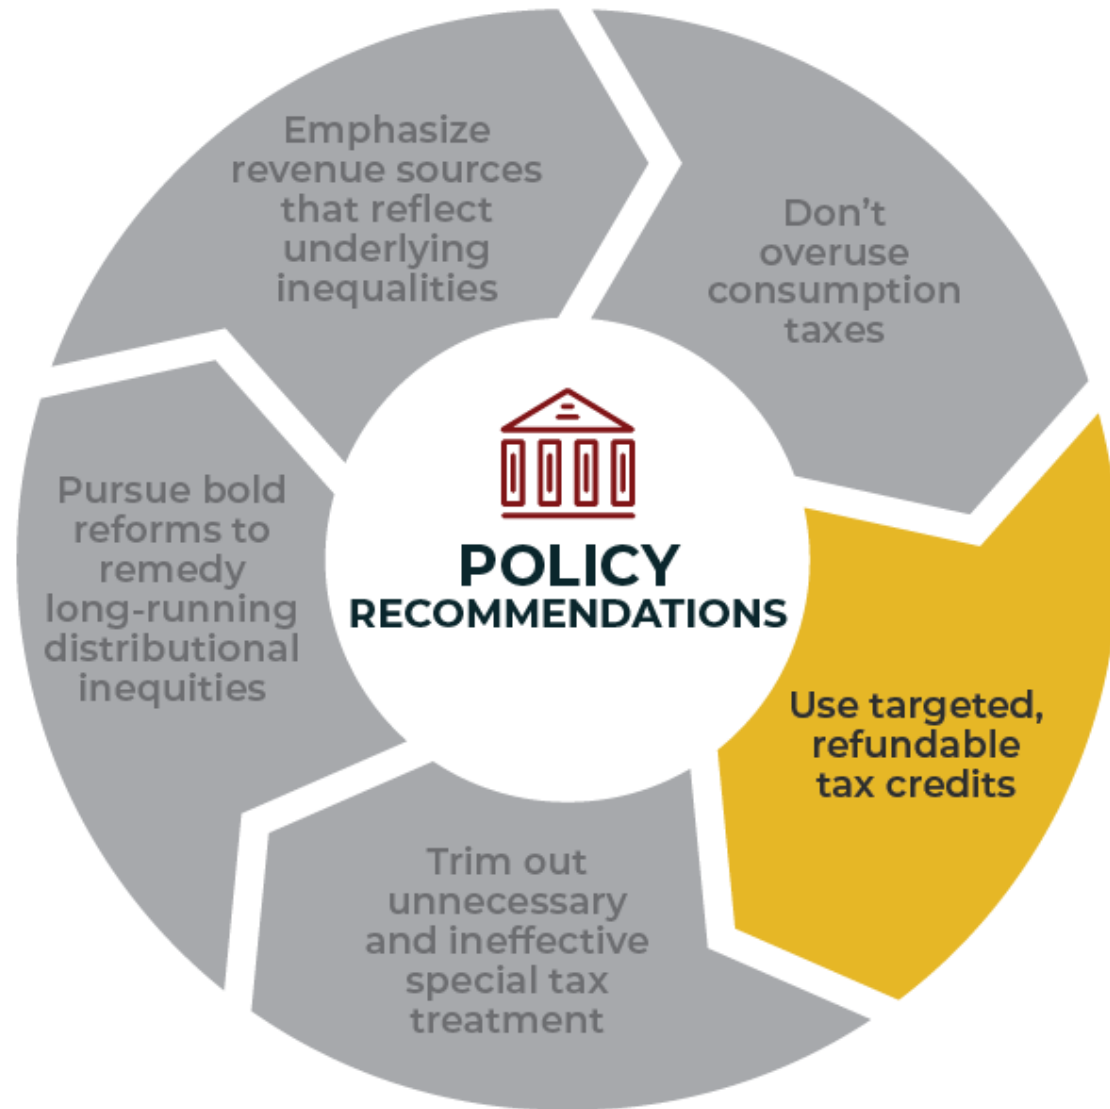 Emphasize
revenue sources
that reflect
underlying
inequalities
Don’t
overuse
consumption
taxes
Pursue bold
reforms to
remedy
long-running
distributional
inequities
POLICY
RECOMMENDATIONS
Use targeted,
refundable
tax credits
Trim out
unnecessary
and ineffective
special tax
treatment